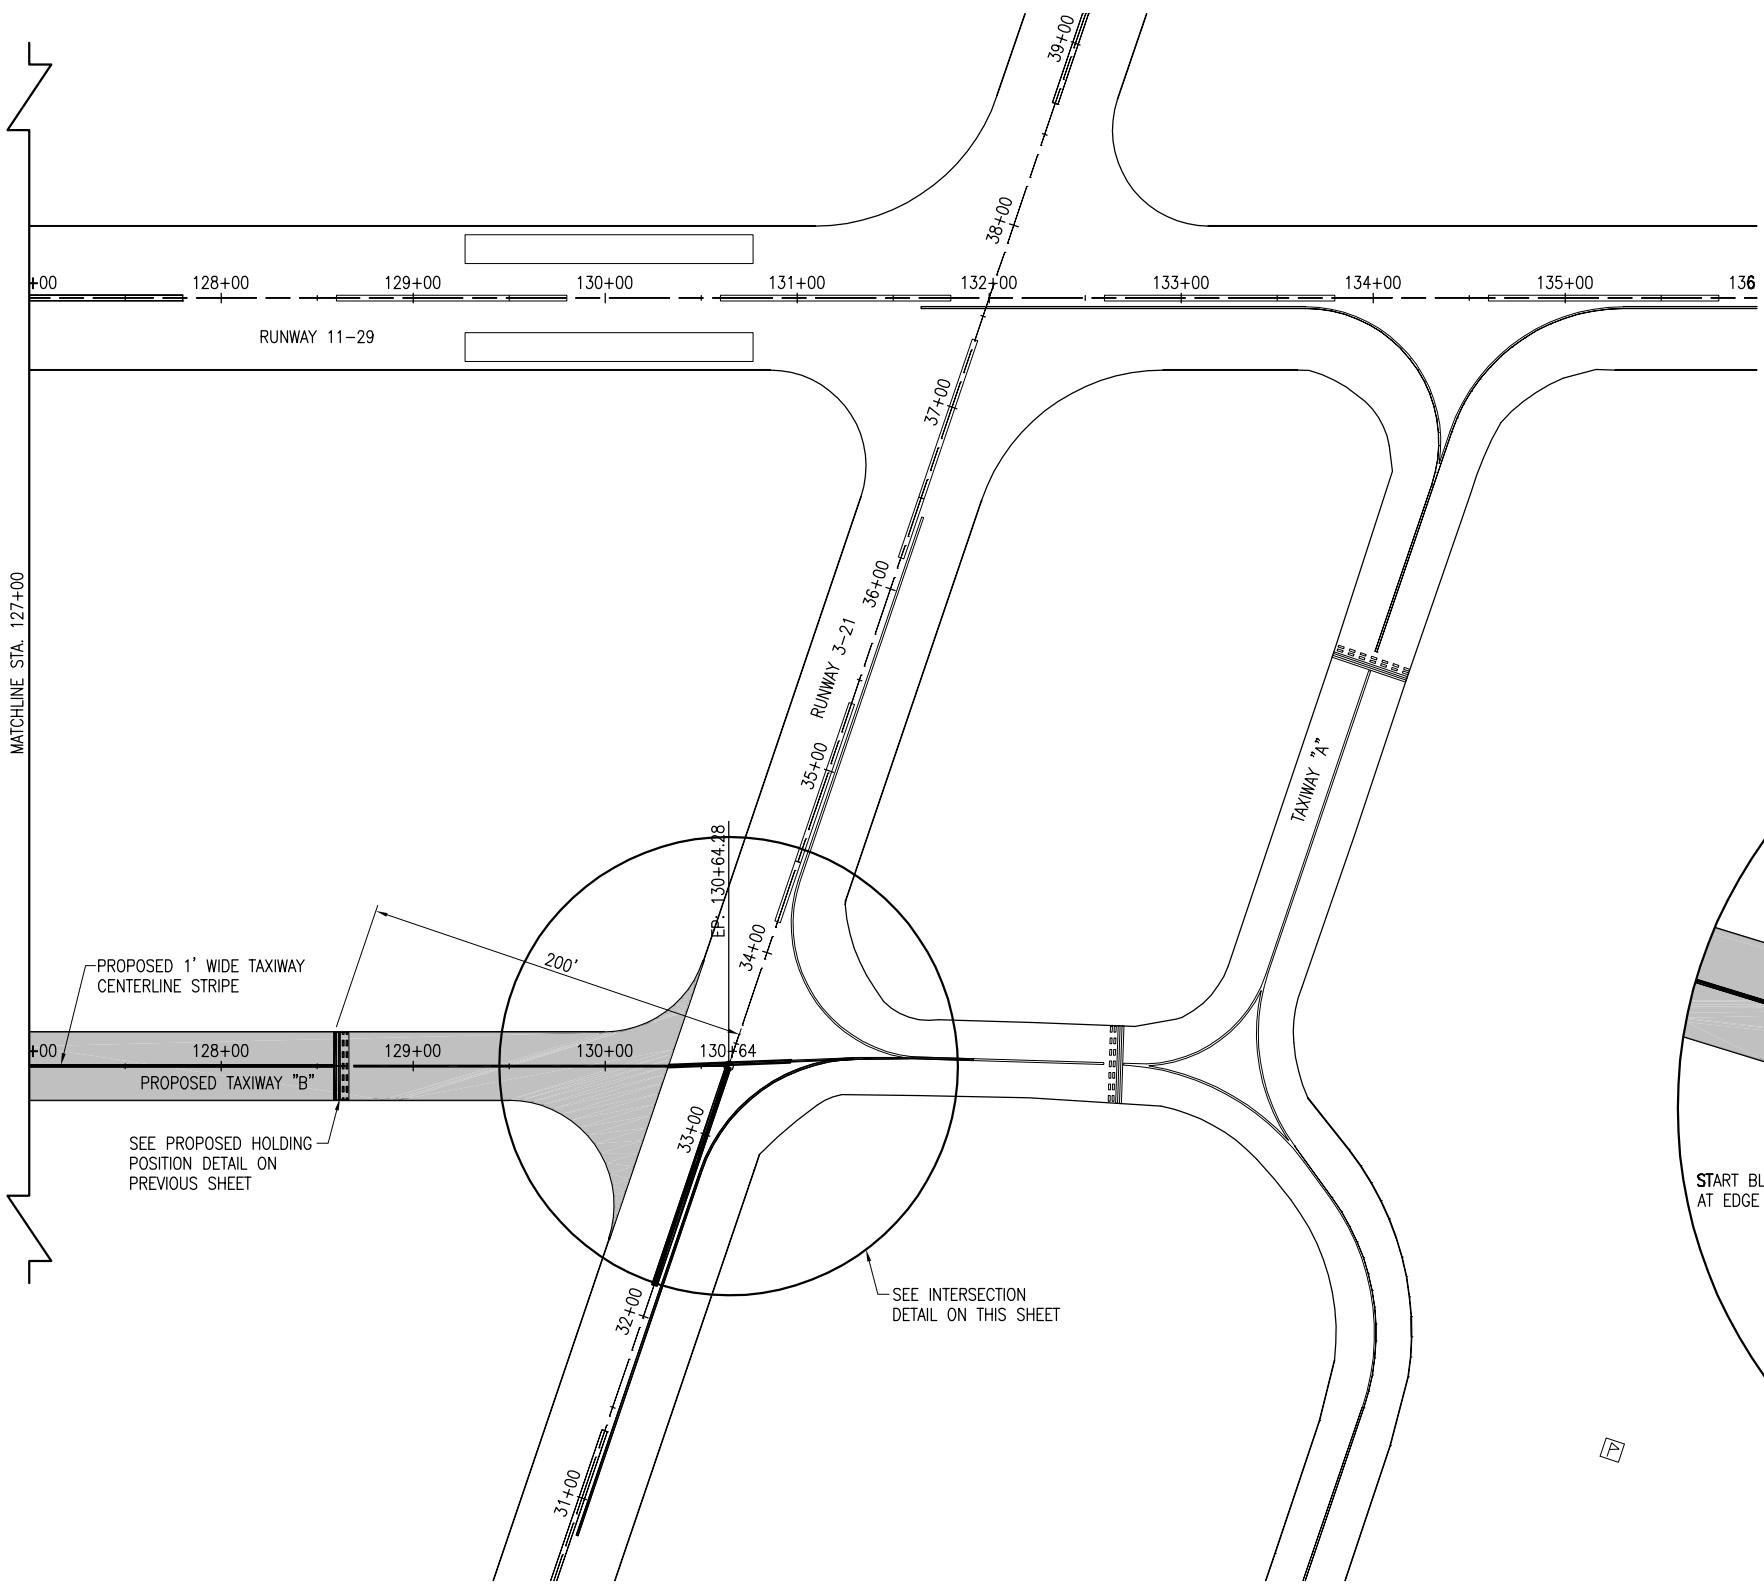 39+00
38+00
+00
128+00
129+00
130+00
131+00
132+00
133+00
134+00
135+00
136
RUNWAY 11-29
37+00
36+00
RUNWAY 3-21
35+00
34+00
MATCHLINE STA. 127+00
TAXIWAY "A"
EP: 130+64.28
200'
PROPOSED 1' WIDE TAXIWAY
CENTERLINE STRIPE
+00
128+00
129+00
130+00
130+64
PROPOSED TAXIWAY "B"
33+00
SEE PROPOSED HOLDING
POSITION DETAIL ON
PREVIOUS SHEET
START BL
AT EDGE
32+00
SEE INTERSECTION
DETAIL ON THIS SHEET
31+00